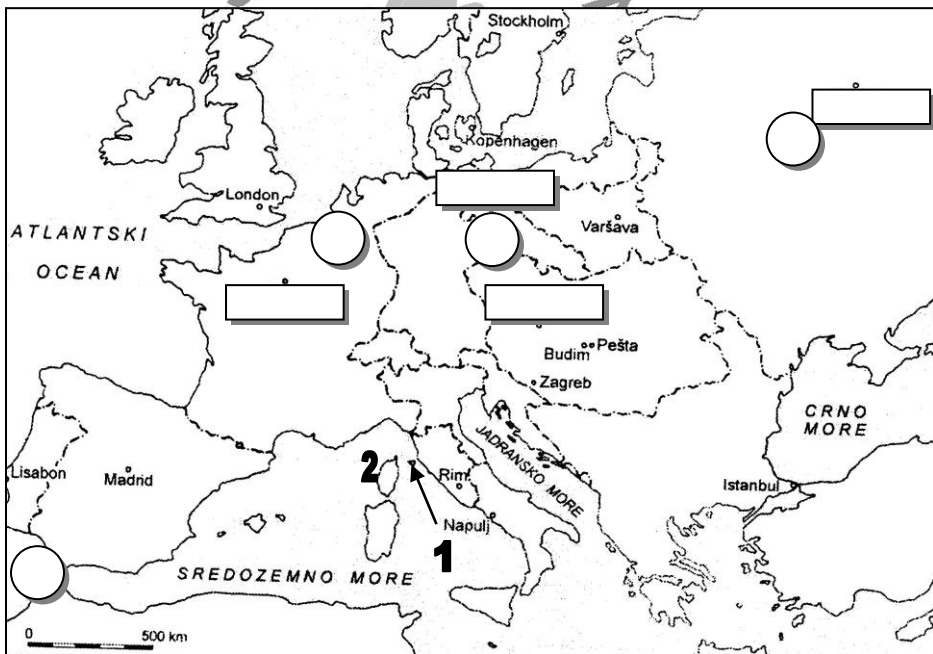 Stockholm
Kopenhagen
London
Varšava
ATLANTSKI
OCEAN
Budim
Pešta
Zagreb
CRNO
MORE
JADRANSKO MORE
Lisabon
Madrid
2
Rim
Istanbul
Napulj
1
SREDOZEMNO MORE
0 500 km